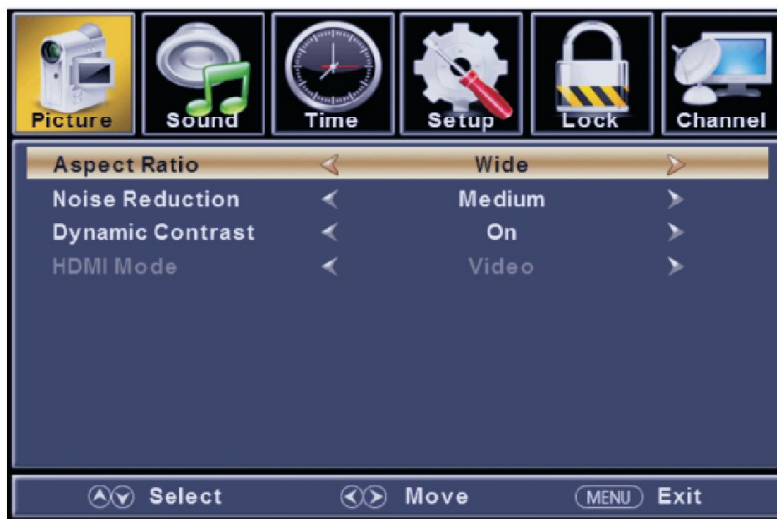 Picture Sound Time Setup Lock Channel
Aspect Ratio Wide
Noise Reduction Medium
Dynamic Contrast On
HDMI Mode Video
Select Move MENU Exit